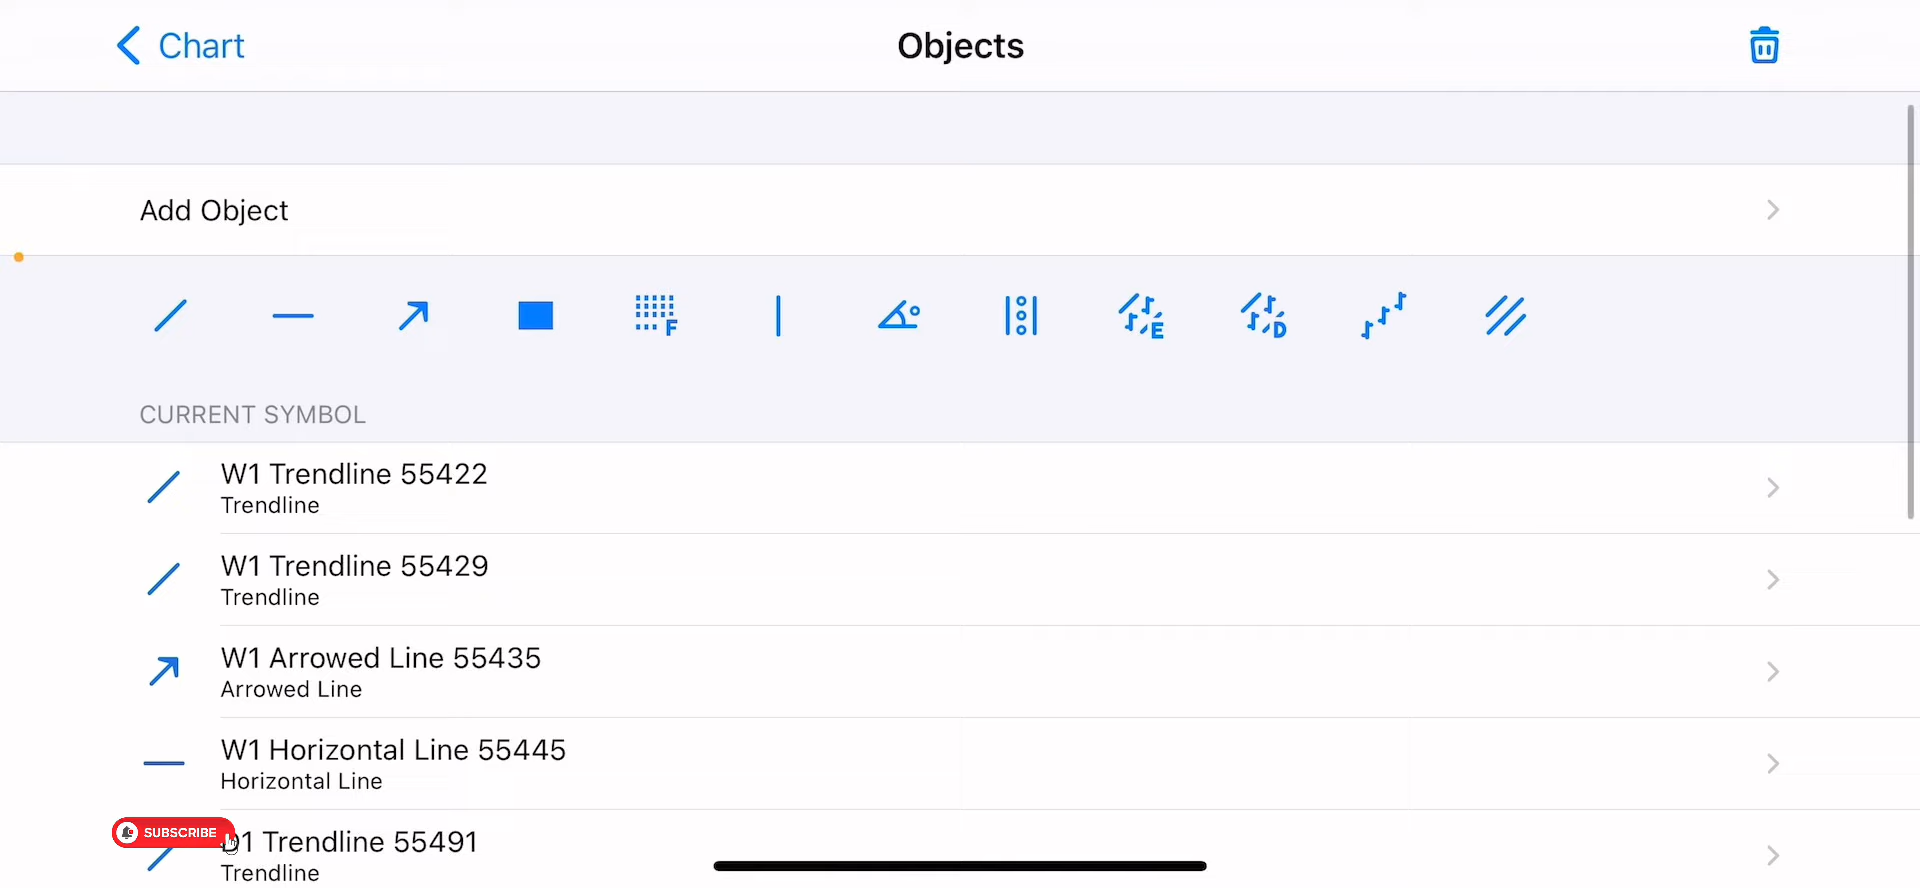 Chart
Objects
Add Object
F
E
D
CURRENT SYMBOL
W1 Trendline 55422
Trendline
W1 Trendline 55429
Trendline
W1 Arrowed Line 55435
Arrowed Line
W1 Horizontal Line 55445
Horizontal Line
SUBSCRIBE
D1 Trendline 55491
Trendline